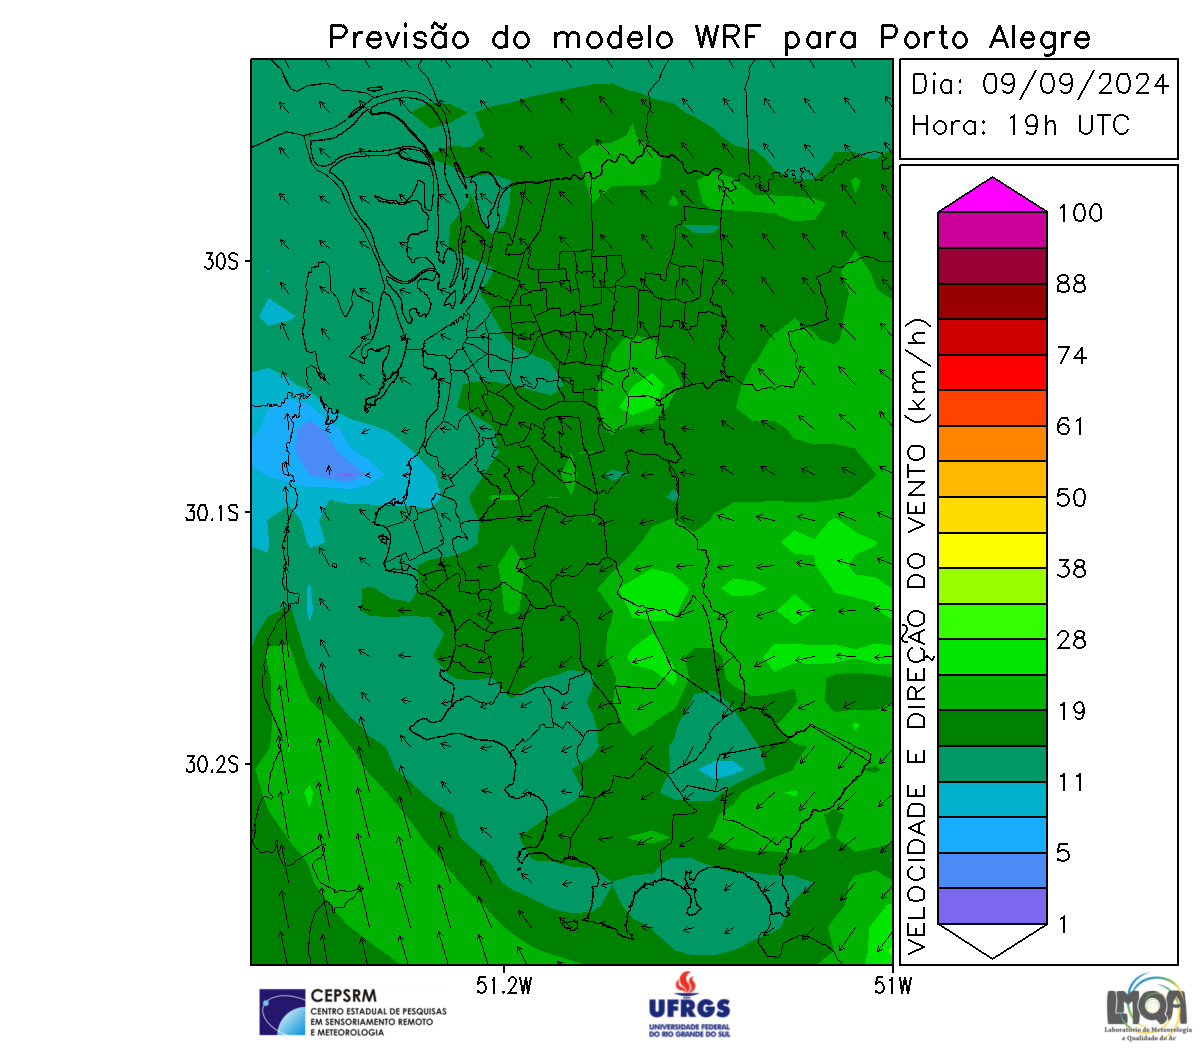 Previsão do modelo WRF para Porto Alegre
Dia: 09/09/2024
Hora: 19h UTC
30S
30.1S
30.2S
51.2W
51W
VELOCIDADE E DIREÇÃO DO VENTO (km/h)
100
88
74
61
50
38
28
19
11
5
1
CEPSRM
CENTRO ESTADUAL DE PESQUISAS
EM SENSORIAMENTO REMOTO
E METEOROLOGIA
UFRGS
UNIVERSIDADE FEDERAL
DO RIO GRANDE DO SUL
LMQA
Laboratório de Meteorologia
e Qualidade do Ar